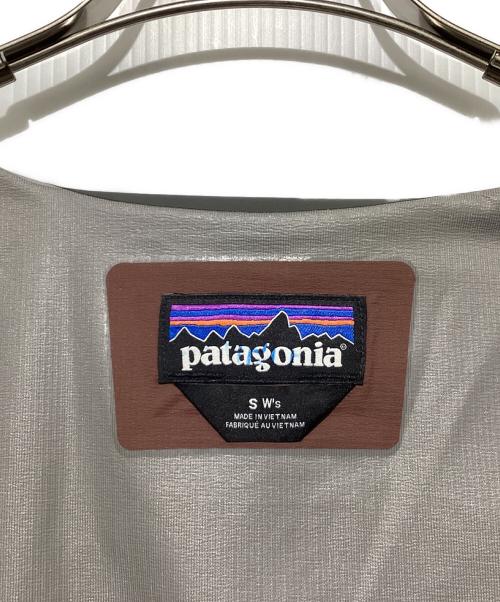 patagonia®
S W's
MADE IN VIETNAM
FABRIQUÉ AU VIETNAM